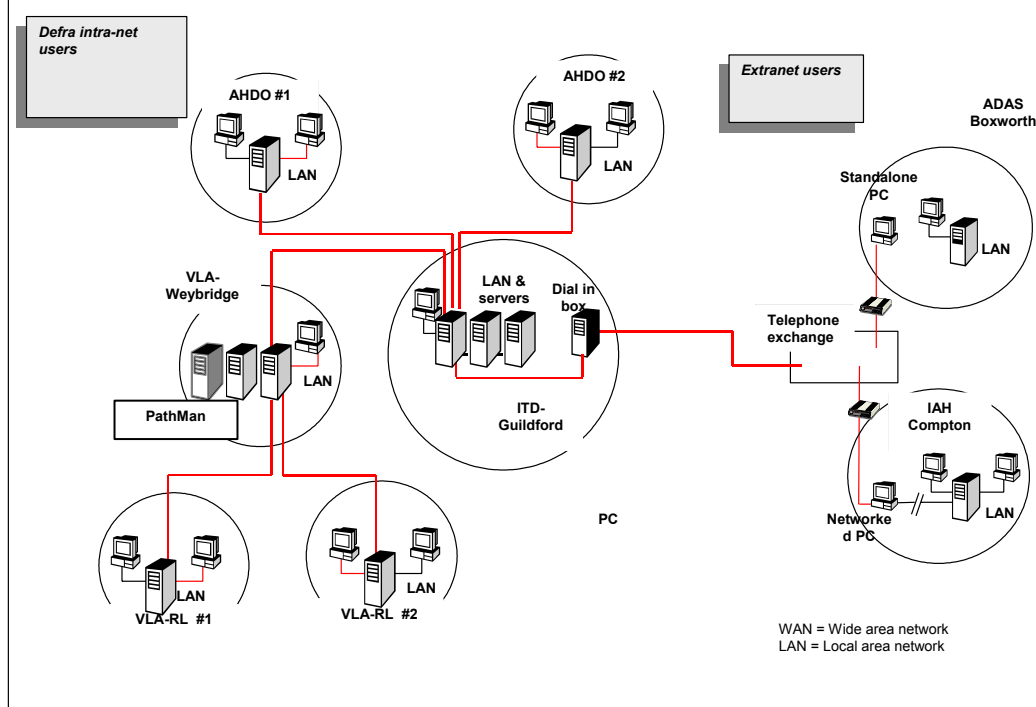 Defra intra-net
users
AHDO #1
LAN
AHDO #2
LAN
Extranet users
ADAS
Boxworth
Standalone
PC
LAN
VLA-
Weybridge
LAN
PathMan
LAN &
servers
Dial in
box
ITD-
Guildford
Telephone
exchange
IAH
Compton
LAN
Networke
d PC
PC
LAN
VLA-RL #1
LAN
VLA-RL #2
WAN = Wide area network
LAN = Local area network